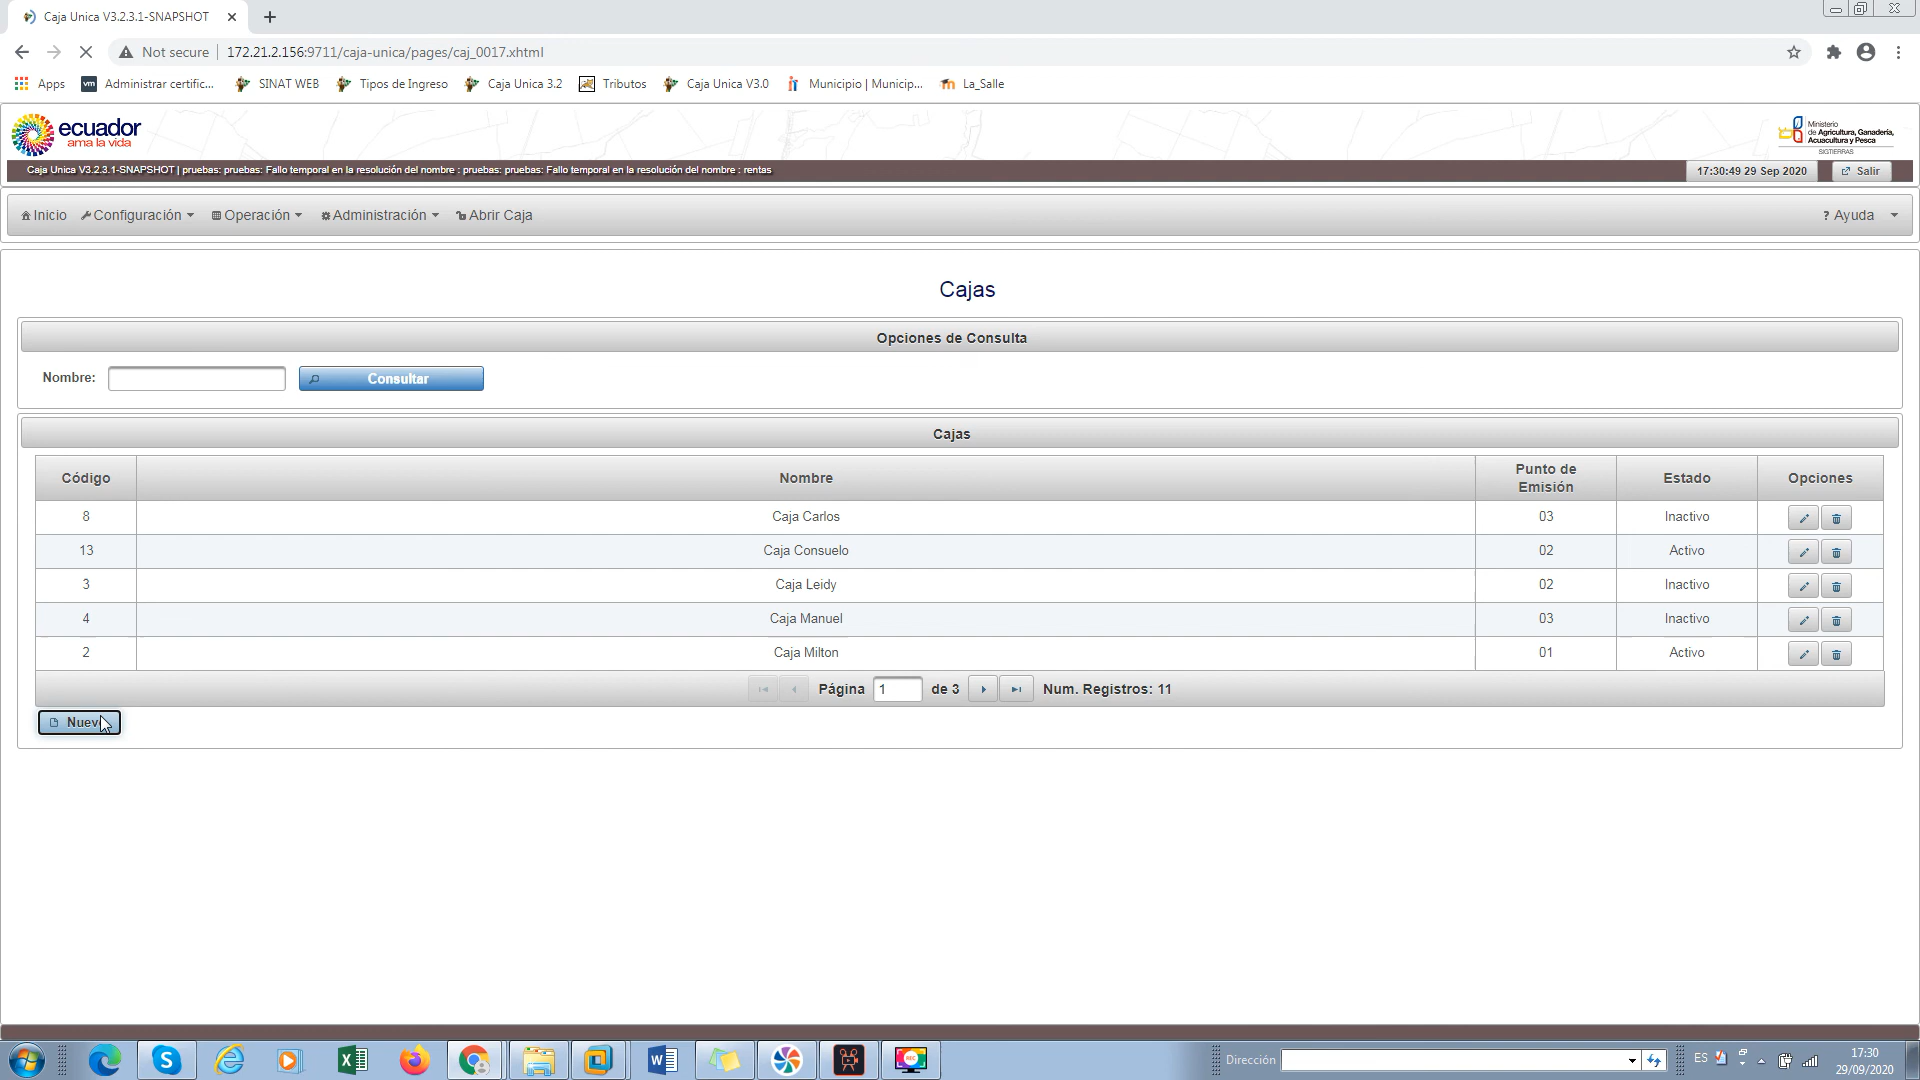 Caja Unica V3.2.3.1-SNAPSHOT
Not secure 172.21.2.156:9711/caja-unica/pages/caj_0017.xhtml
Apps Administrar certific... SINAT WEB Tipos de Ingreso Caja Unica 3.2 Tributos Caja Unica V3.0 Municipio | Municip... La_Salle
ecuador
ama la vida
Ministerio
de Agricultura, Ganadería,
Acuacultura y Pesca
SIGTIERRAS
Caja Unica V3.2.3.1-SNAPSHOT | pruebas: pruebas: Fallo temporal en la resolución del nombre : pruebas: pruebas: Fallo temporal en la resolución del nombre : rentas 17:30:49 29 Sep 2020 Salir
Inicio Configuración Operación Administración Abrir Caja ? Ayuda
Cajas
Opciones de Consulta
Nombre: Consultar
Cajas
Código Nombre Punto de Emisión Estado Opciones
8 Caja Carlos 03 Inactivo
13 Caja Consuelo 02 Activo
3 Caja Leidy 02 Inactivo
4 Caja Manuel 03 Inactivo
2 Caja Milton 01 Activo
Página 1 de 3 Num. Registros: 11
Dirección ES 17:30
29/09/2020